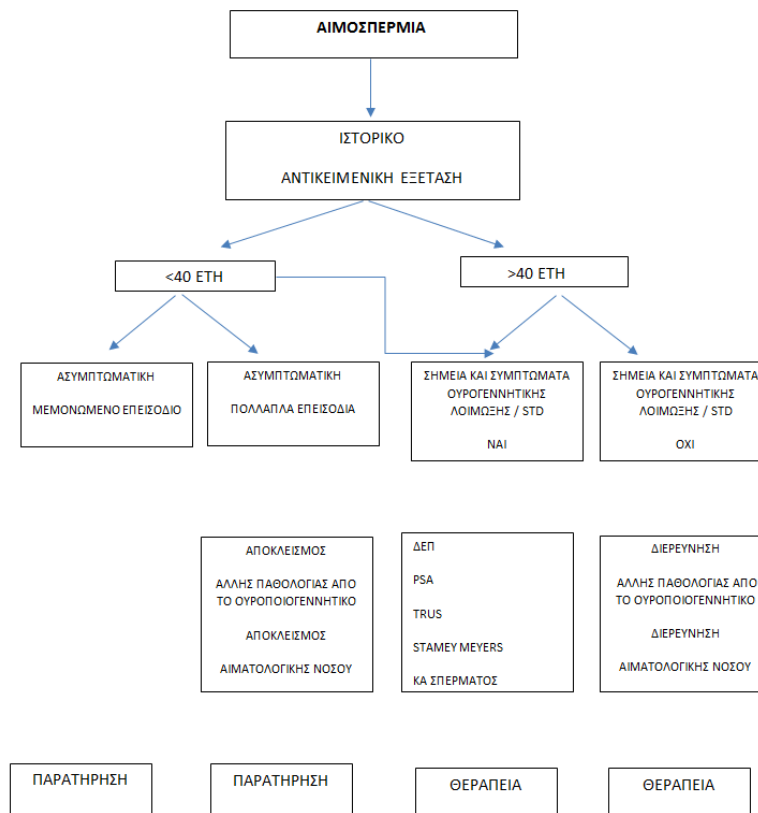 ΑΙΜΟΣΠΕΡΜΙΑ
ΙΣΤΟΡΙΚΟ
ΑΝΤΙΚΕΙΜΕΝΙΚΗ ΕΞΕΤΑΣΗ
<40 ΕΤΗ
>40 ΕΤΗ
ΑΣΥΜΠΤΩΜΑΤΙΚΗ
ΜΕΜΟΝΩΜΕΝΟ ΕΠΕΙΣΟΔΙΟ
ΑΣΥΜΠΤΩΜΑΤΙΚΗ
ΠΟΛΛΑΠΛΑ ΕΠΕΙΣΟΔΙΑ
ΣΗΜΕΙΑ ΚΑΙ ΣΥΜΠΤΩΜΑΤΑ
ΟΥΡΟΓΕΝΝΗΤΙΚΗΣ
ΛΟΙΜΩΞΗΣ / STD
ΝΑΙ
ΣΗΜΕΙΑ ΚΑΙ ΣΥΜΠΤΩΜΑΤΑ
ΟΥΡΟΓΕΝΝΗΤΙΚΗΣ
ΛΟΙΜΩΞΗΣ / STD
ΟΧΙ
ΑΠΟΚΛΕΙΣΜΟΣ
ΑΛΛΗΣ ΠΑΘΟΛΟΓΙΑΣ ΑΠΟ
ΤΟ ΟΥΡΟΠΟΙΟΓΕΝΝΗΤΙΚΟ
ΑΠΟΚΛΕΙΣΜΟΣ
ΑΙΜΑΤΟΛΟΓΙΚΗΣ ΝΟΣΟΥ
ΔΕΠ
PSA
TRUS
STAMEY MEYERS
ΚΑ ΣΠΕΡΜΑΤΟΣ
ΔΙΕΡΕΥΝΗΣΗ
ΑΛΛΗΣ ΠΑΘΟΛΟΓΙΑΣ ΑΠΟ
ΤΟ ΟΥΡΟΠΟΙΟΓΕΝΝΗΤΙΚΟ
ΔΙΕΡΕΥΝΗΣΗ
ΑΙΜΑΤΟΛΟΓΙΚΗΣ ΝΟΣΟΥ
ΠΑΡΑΤΗΡΗΣΗ
ΠΑΡΑΤΗΡΗΣΗ
ΘΕΡΑΠΕΙΑ
ΘΕΡΑΠΕΙΑ